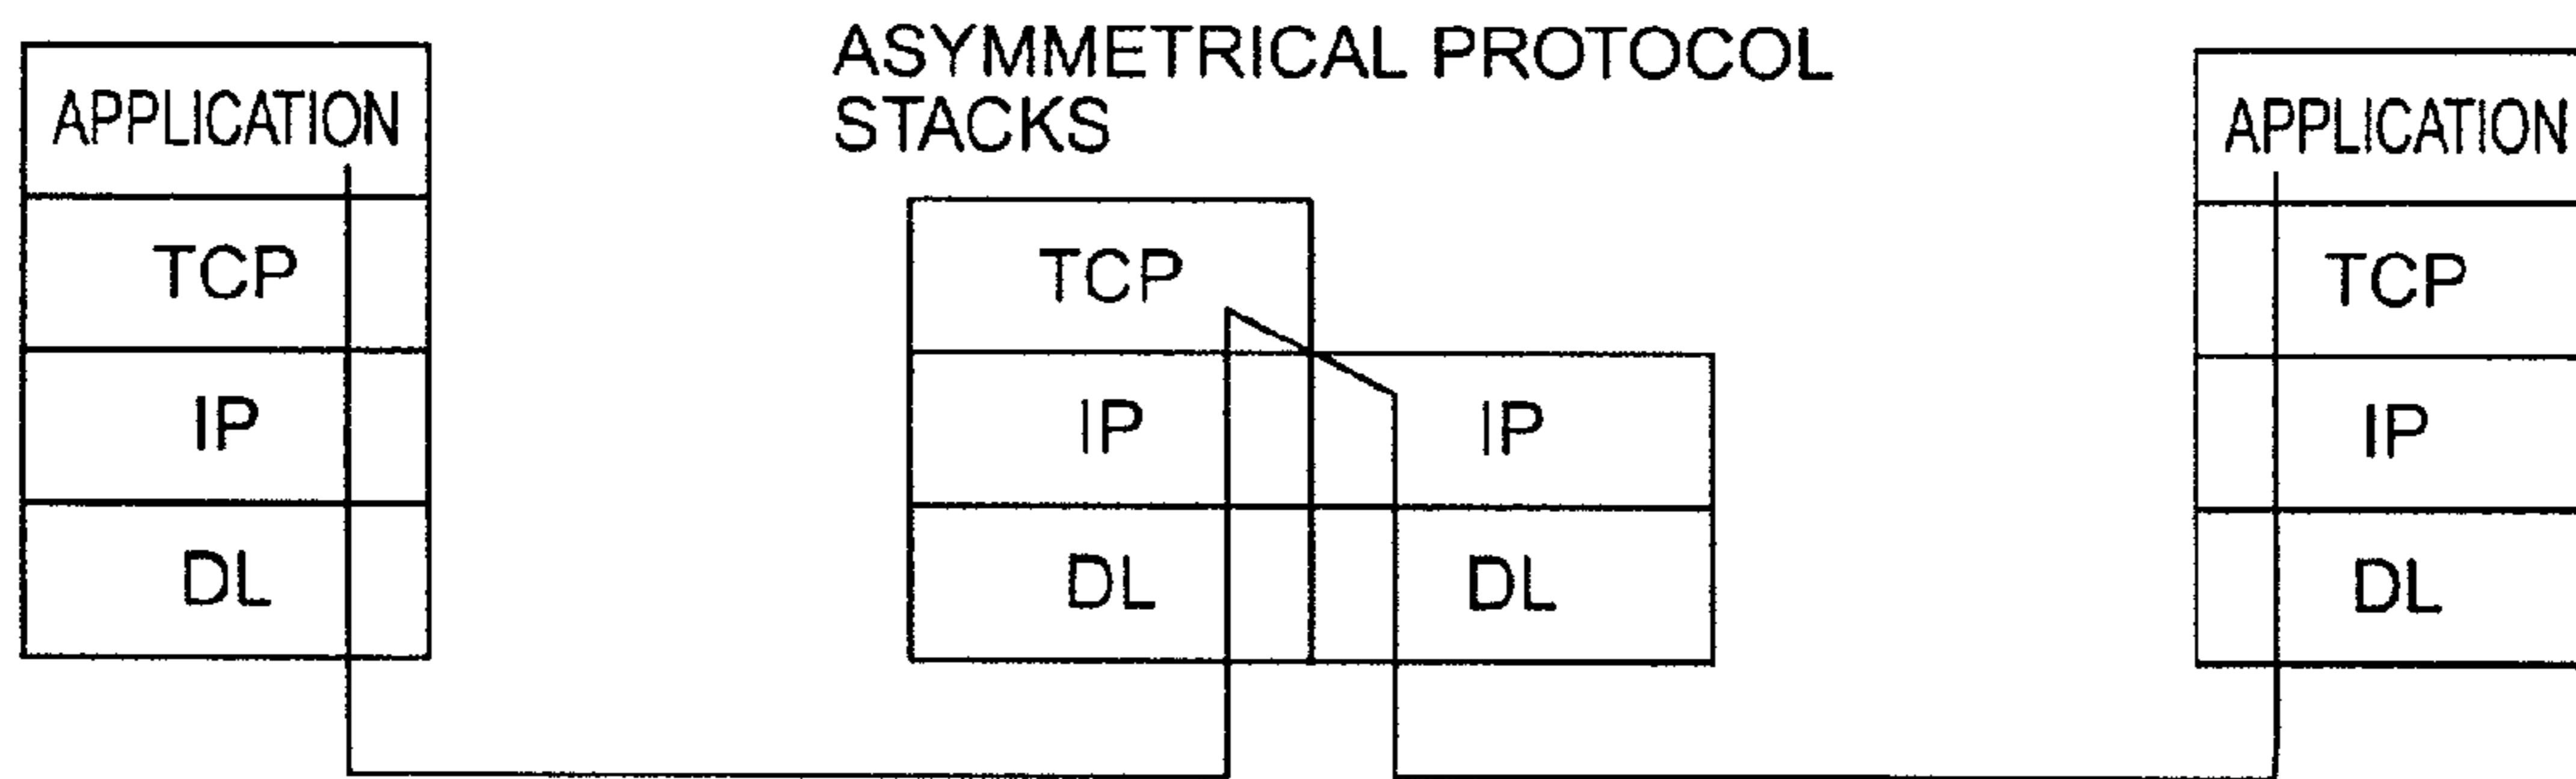 APPLICATION
TCP
IP
DL
ASYMMETRICAL PROTOCOL
STACKS
TCP
IP
IP
DL
DL
APPLICATION
TCP
IP
DL